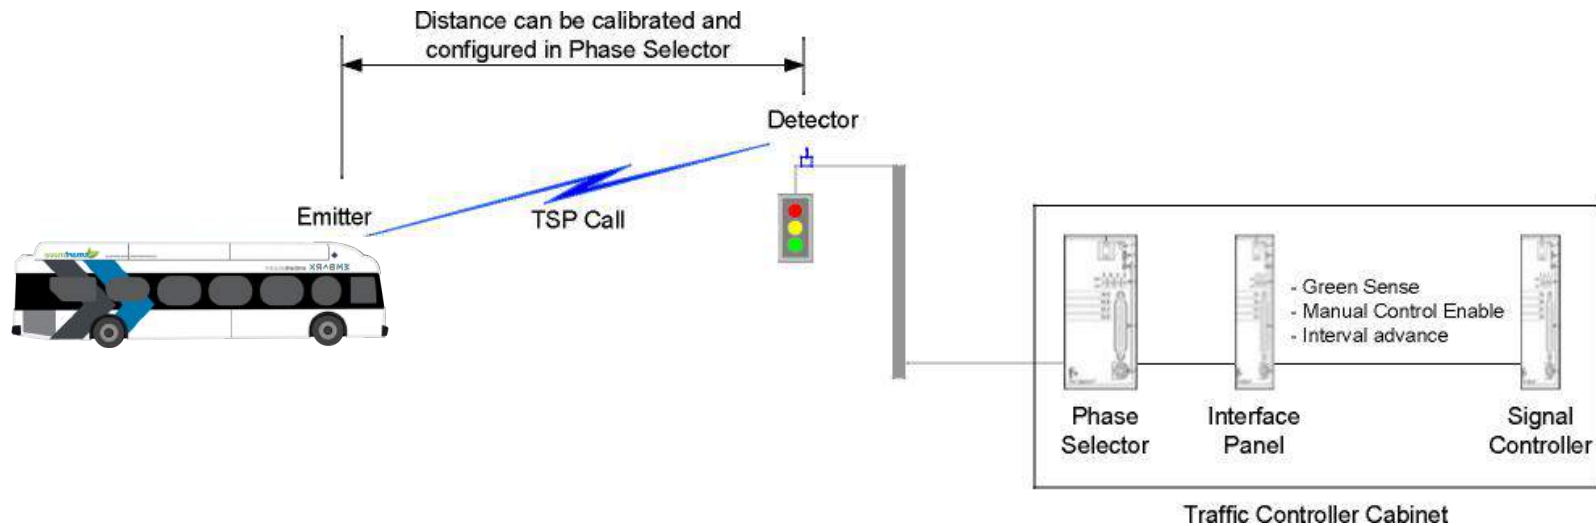 Distance can be calibrated and
configured in Phase Selector
Detector
Emitter
TSP Call
- Green Sense
- Manual Control Enable
- Interval advance
Phase
Selector
Interface
Panel
Signal
Controller
Traffic Controller Cabinet
EMBARK